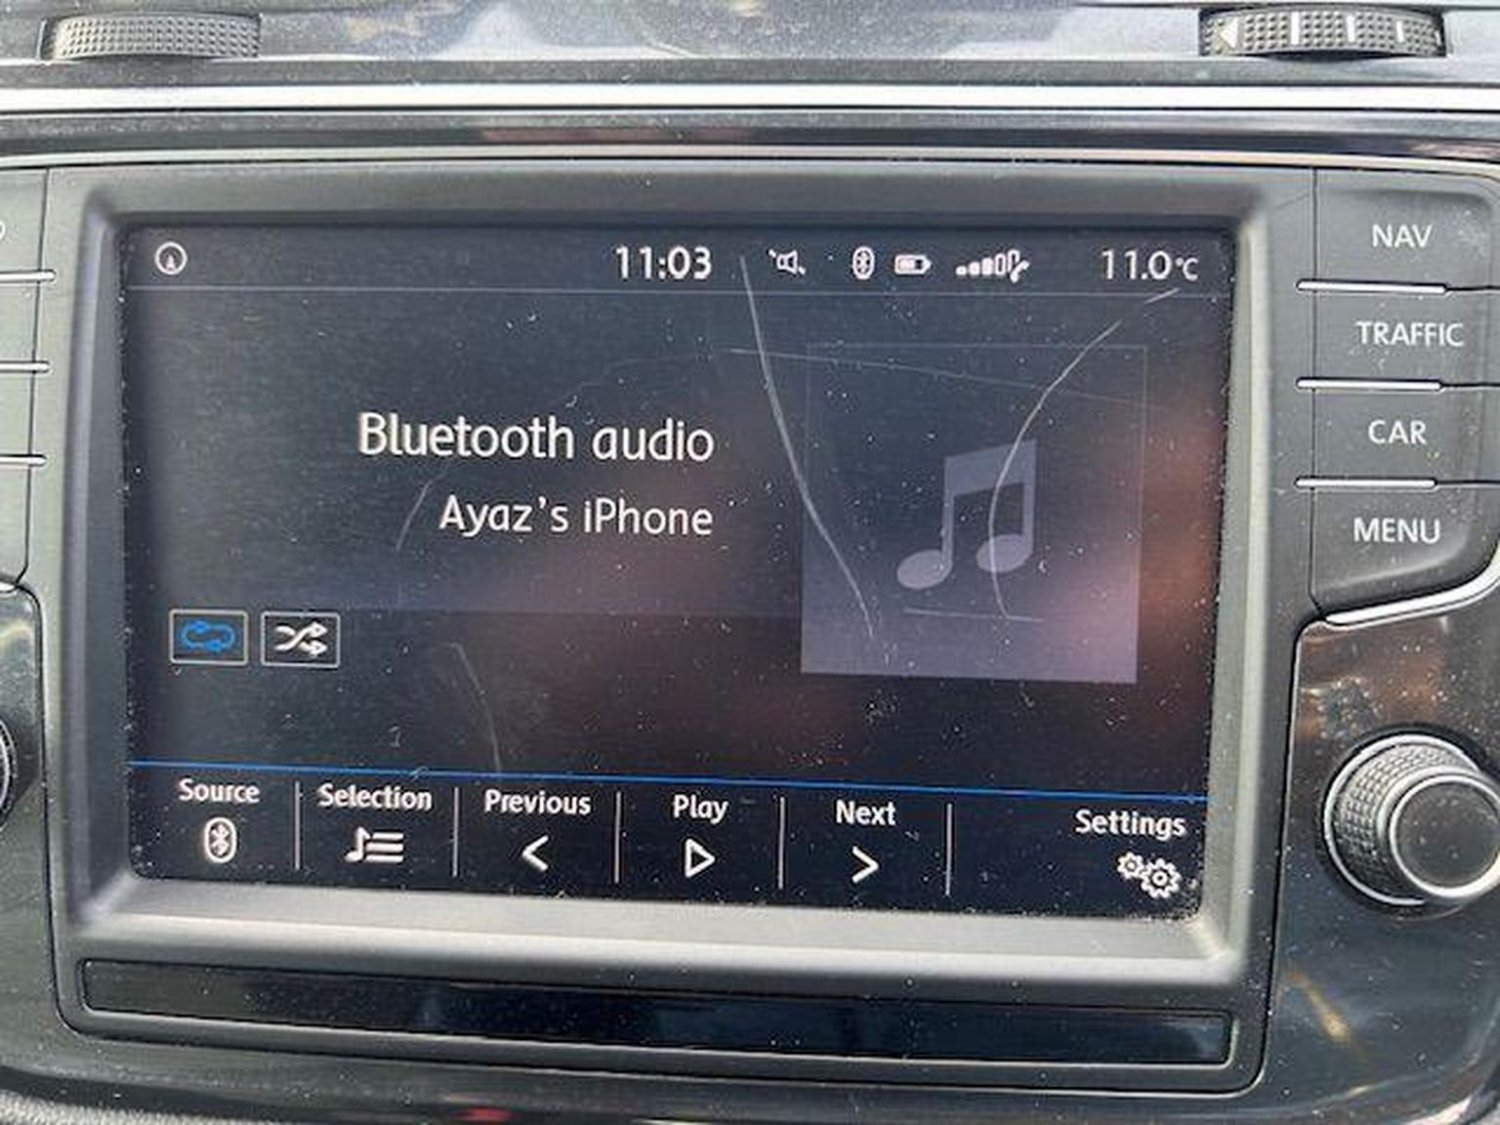 11:03
11.0°C
NAV
TRAFFIC
CAR
MENU
Bluetooth audio
Ayaz's iPhone
Source
Selection
Previous
Play
Next
Settings